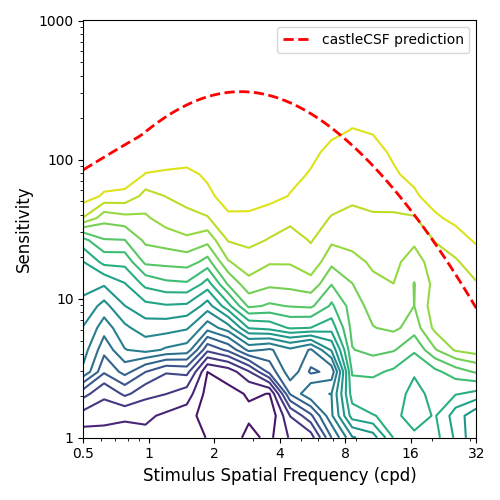 1000
castleCSF prediction
100
Sensitivity
10
1
0.5 1 2 4 8 16 32
Stimulus Spatial Frequency (cpd)